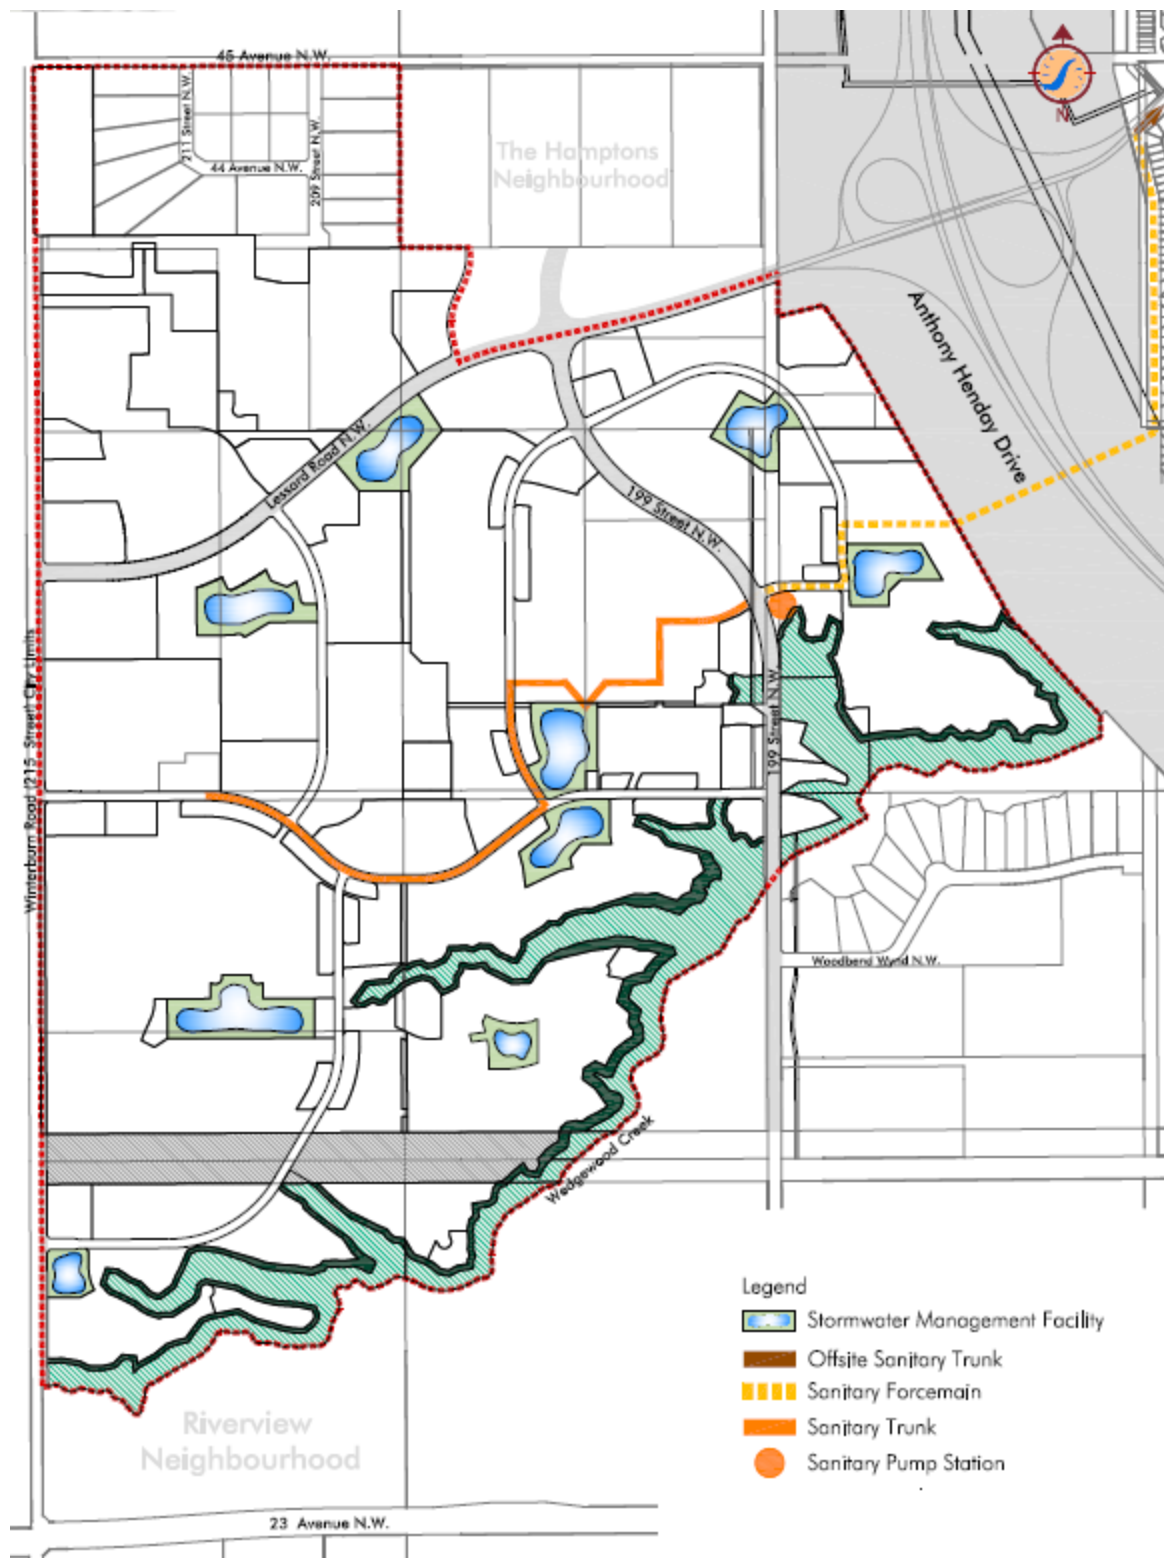 45 Avenue N.W.
211 Street N.W.
44 Avenue N.W.
209 Street N.W.
The Hamptons
Neighbourhood
N
Anthony Henday Drive
Lessard Road N.W.
199 Street N.W.
Winterburn Road (215 Street) City Limits
199 Street N.W.
Woodbend Wynd N.W.
Wedgewood Creek
Riverview
Neighbourhood
23 Avenue N.W.
Legend
Stormwater Management Facility
Offsite Sanitary Trunk
Sanitary Forcemain
Sanitary Trunk
Sanitary Pump Station